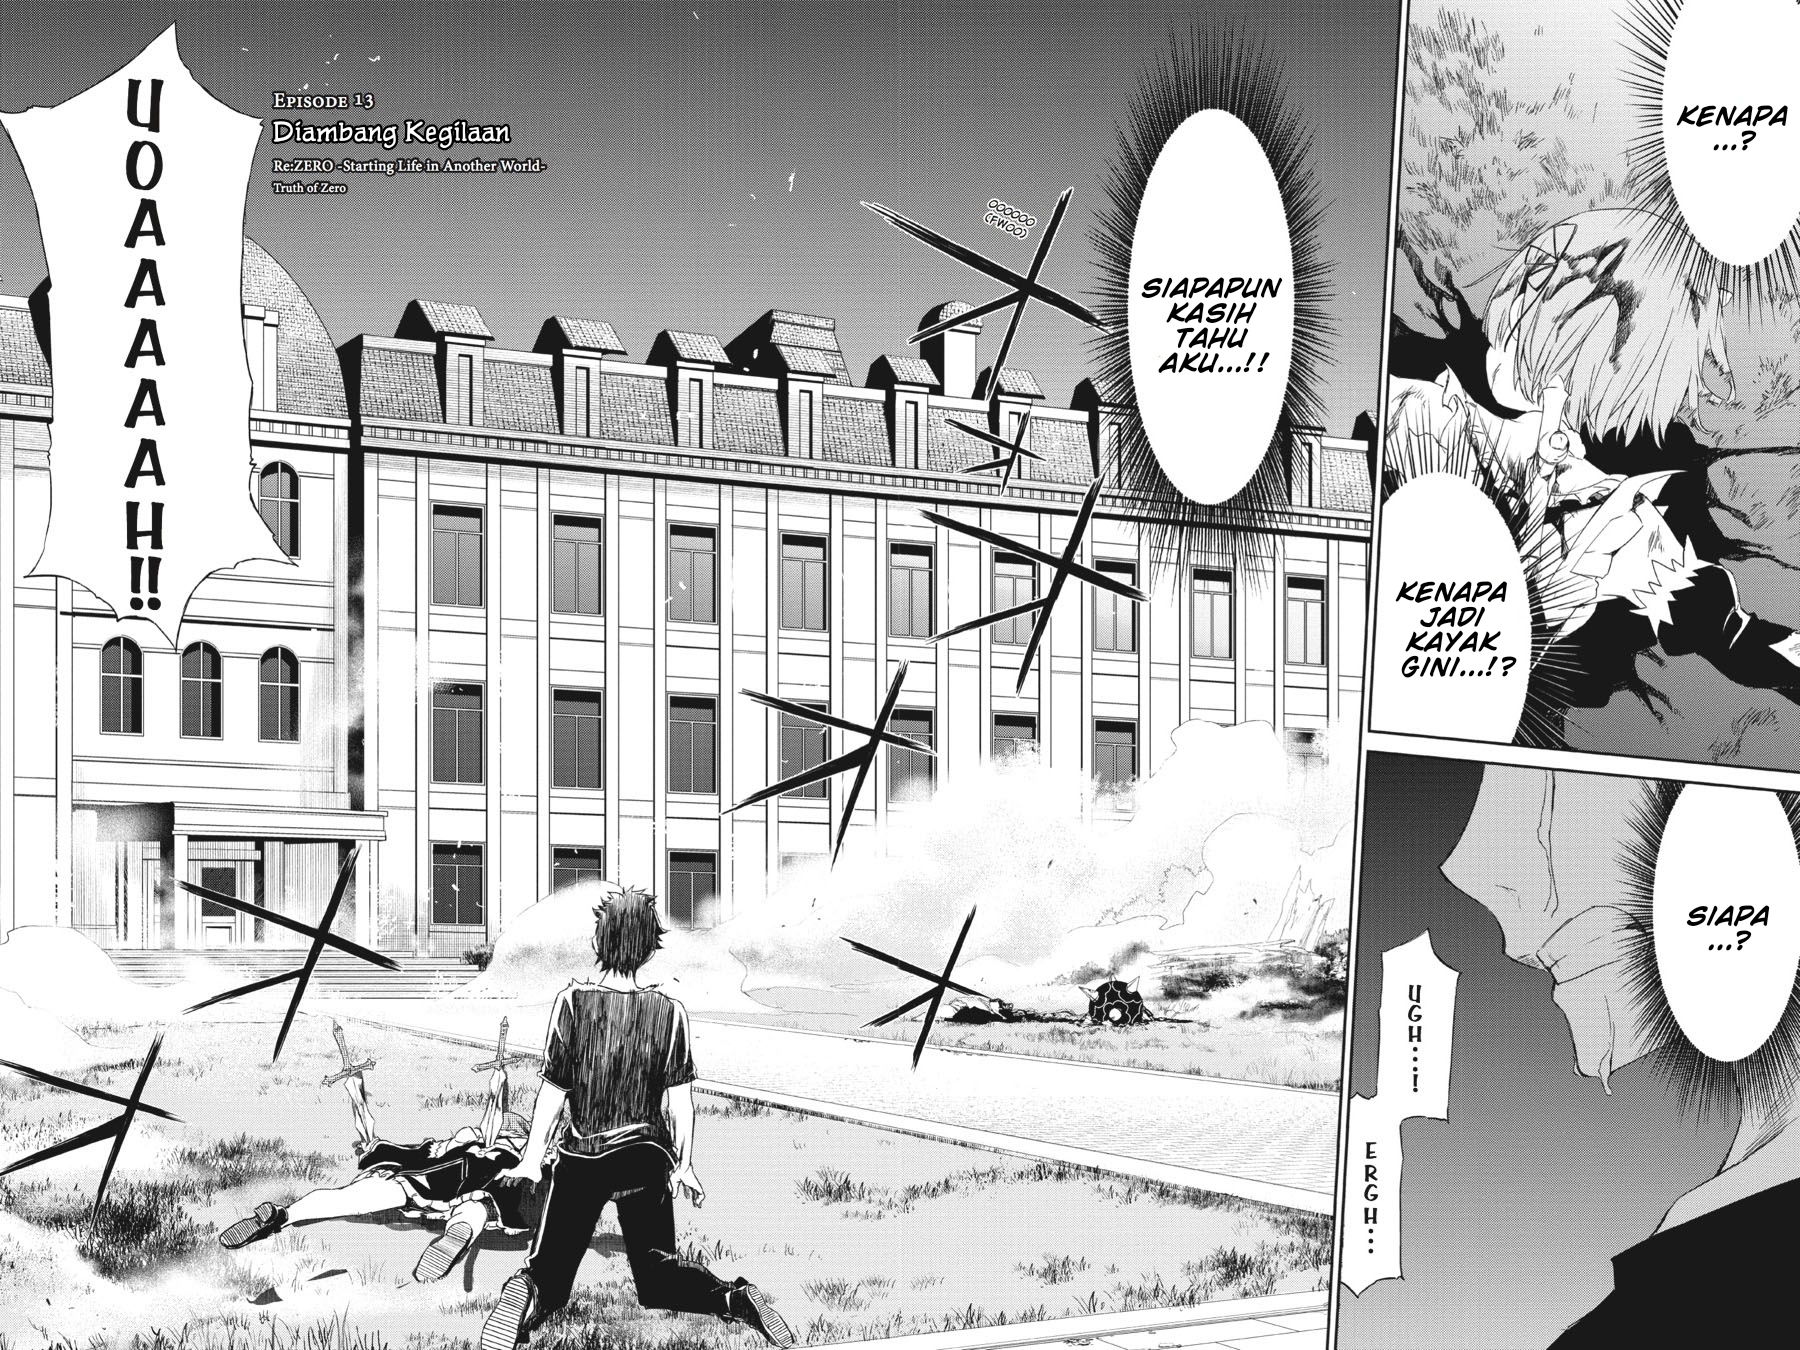 KENAPA
...?
KENAPA
JADI
KAYAK
GINI...!?
SIAPA
...?
UGH...!
ERGH...
SIAPAPUN
KASIH
TAHU
AKU...!!
OOOOOO
(FWOO)
EPISODE 13
Diambang Kegilaan
Re:ZERO -Starting Life in Another World-
Truth of Zero
UOAAAAAAH!!